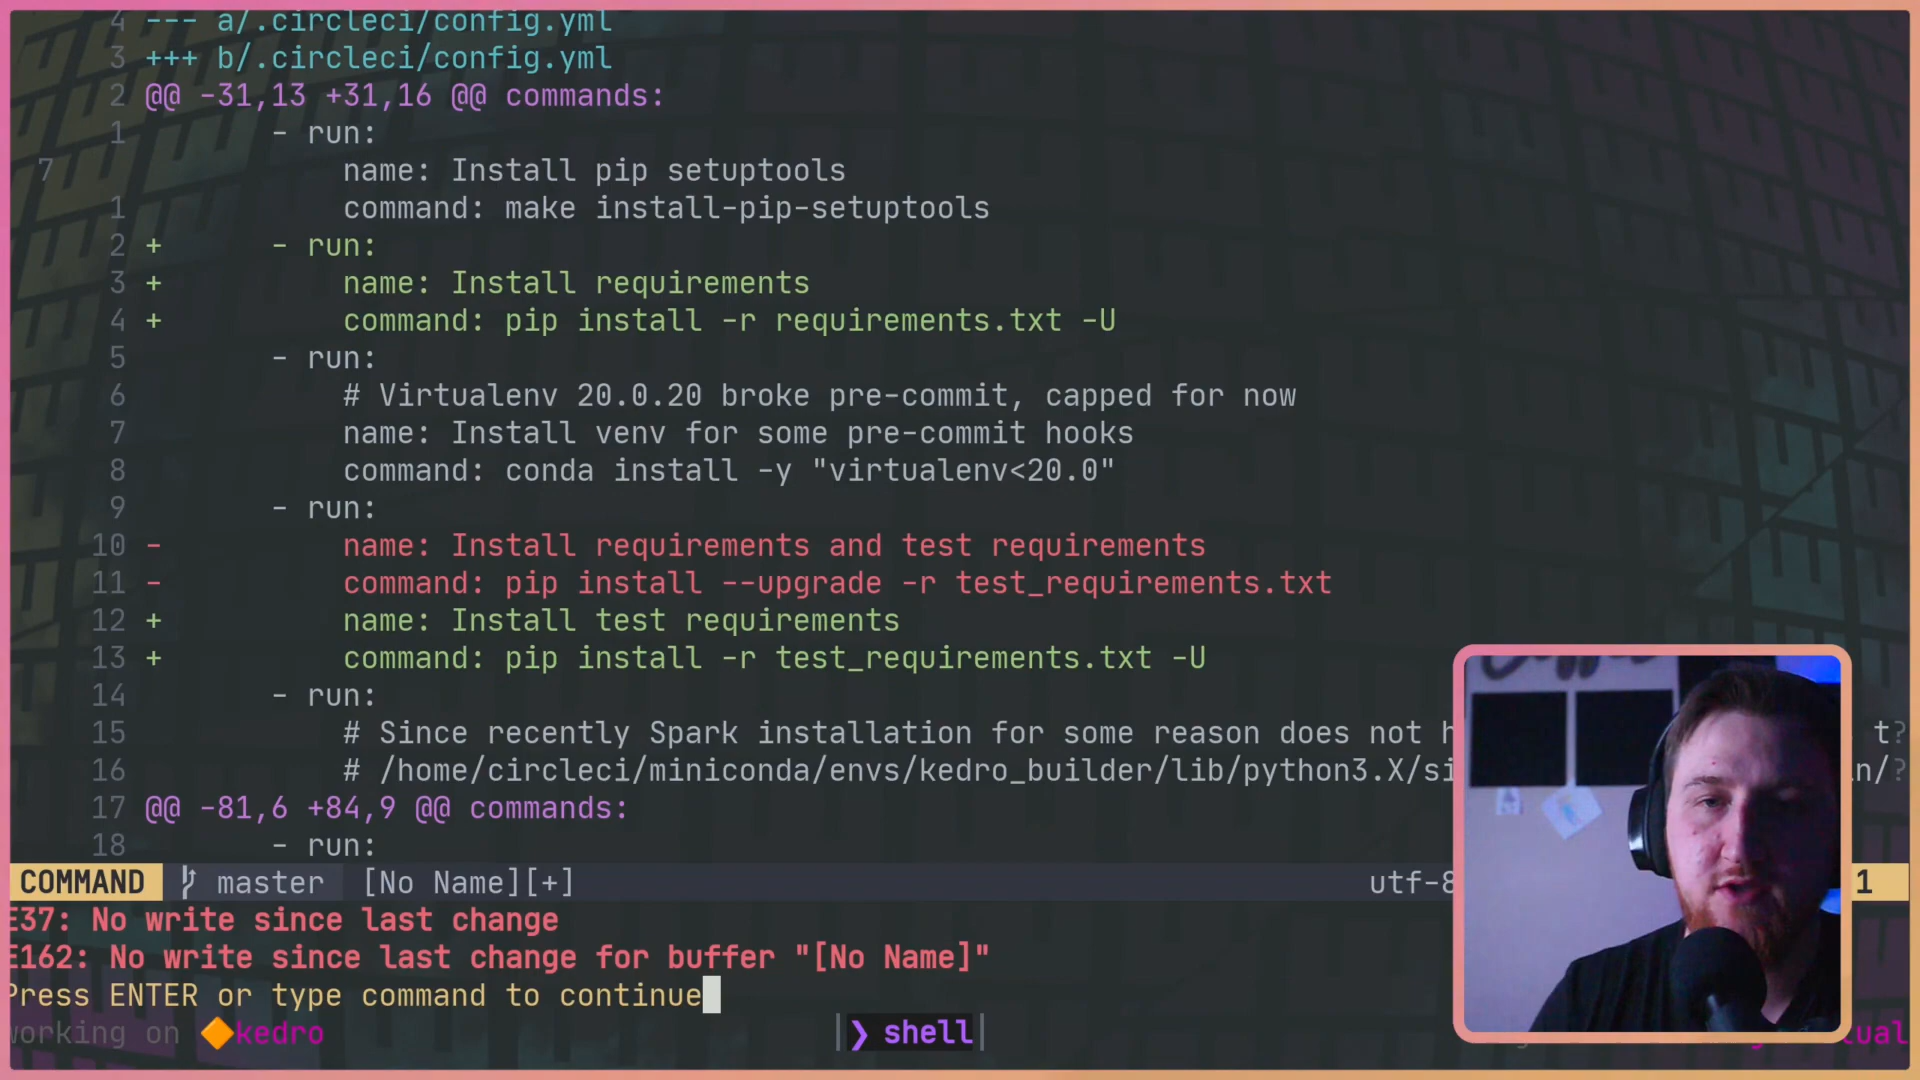 4 --- a/.circleci/config.yml
3 +++ b/.circleci/config.yml
2 @@ -31,13 +31,16 @@ commands:
1 - run:
7 name: Install pip setuptools
1 command: make install-pip-setuptools
2 + - run:
3 + name: Install requirements
4 + command: pip install -r requirements.txt -U
5 - run:
6 # Virtualenv 20.0.20 broke pre-commit, capped for now
7 name: Install venv for some pre-commit hooks
8 command: conda install -y "virtualenv<20.0"
9 - run:
10 - name: Install requirements and test requirements
11 - command: pip install --upgrade -r test_requirements.txt
12 + name: Install test requirements
13 + command: pip install -r test_requirements.txt -U
14 - run:
15 # Since recently Spark installation for some reason does not h t?
16 # /home/circleci/miniconda/envs/kedro_builder/lib/python3.X/si n/?
17 @@ -81,6 +84,9 @@ commands:
18 - run:
COMMAND master [No Name][+] utf-8 1
E37: No write since last change
E162: No write since last change for buffer "[No Name]"
Press ENTER or type command to continue
working on kedro |❯ shell| tual